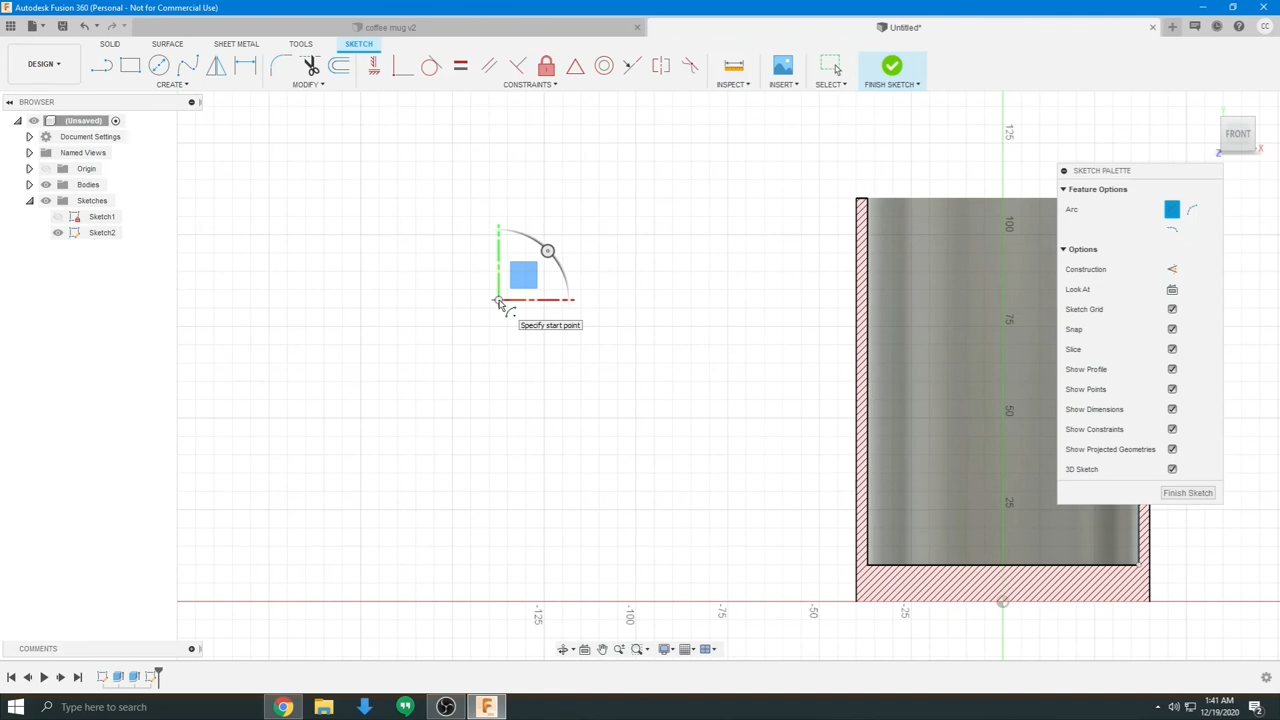 Autodesk Fusion 360 (Personal - Not for Commercial Use)
coffee mug v2
Untitled*
CC
SOLID
SURFACE
SHEET METAL
TOOLS
SKETCH
DESIGN
CREATE
MODIFY
CONSTRAINTS
INSPECT
INSERT
SELECT
FINISH SKETCH
BROWSER
(Unsaved)
Document Settings
Named Views
Origin
Bodies
Sketches
Sketch1
Sketch2
FRONT
X
Y
Z
125
100
75
50
25
-125
-100
-75
-50
-25
Specify start point
SKETCH PALETTE
Feature Options
Arc
Options
Construction
Look At
Sketch Grid
Snap
Slice
Show Profile
Show Points
Show Dimensions
Show Constraints
Show Projected Geometries
3D Sketch
Finish Sketch
COMMENTS
Type here to search
1:41 AM
12/19/2020
2